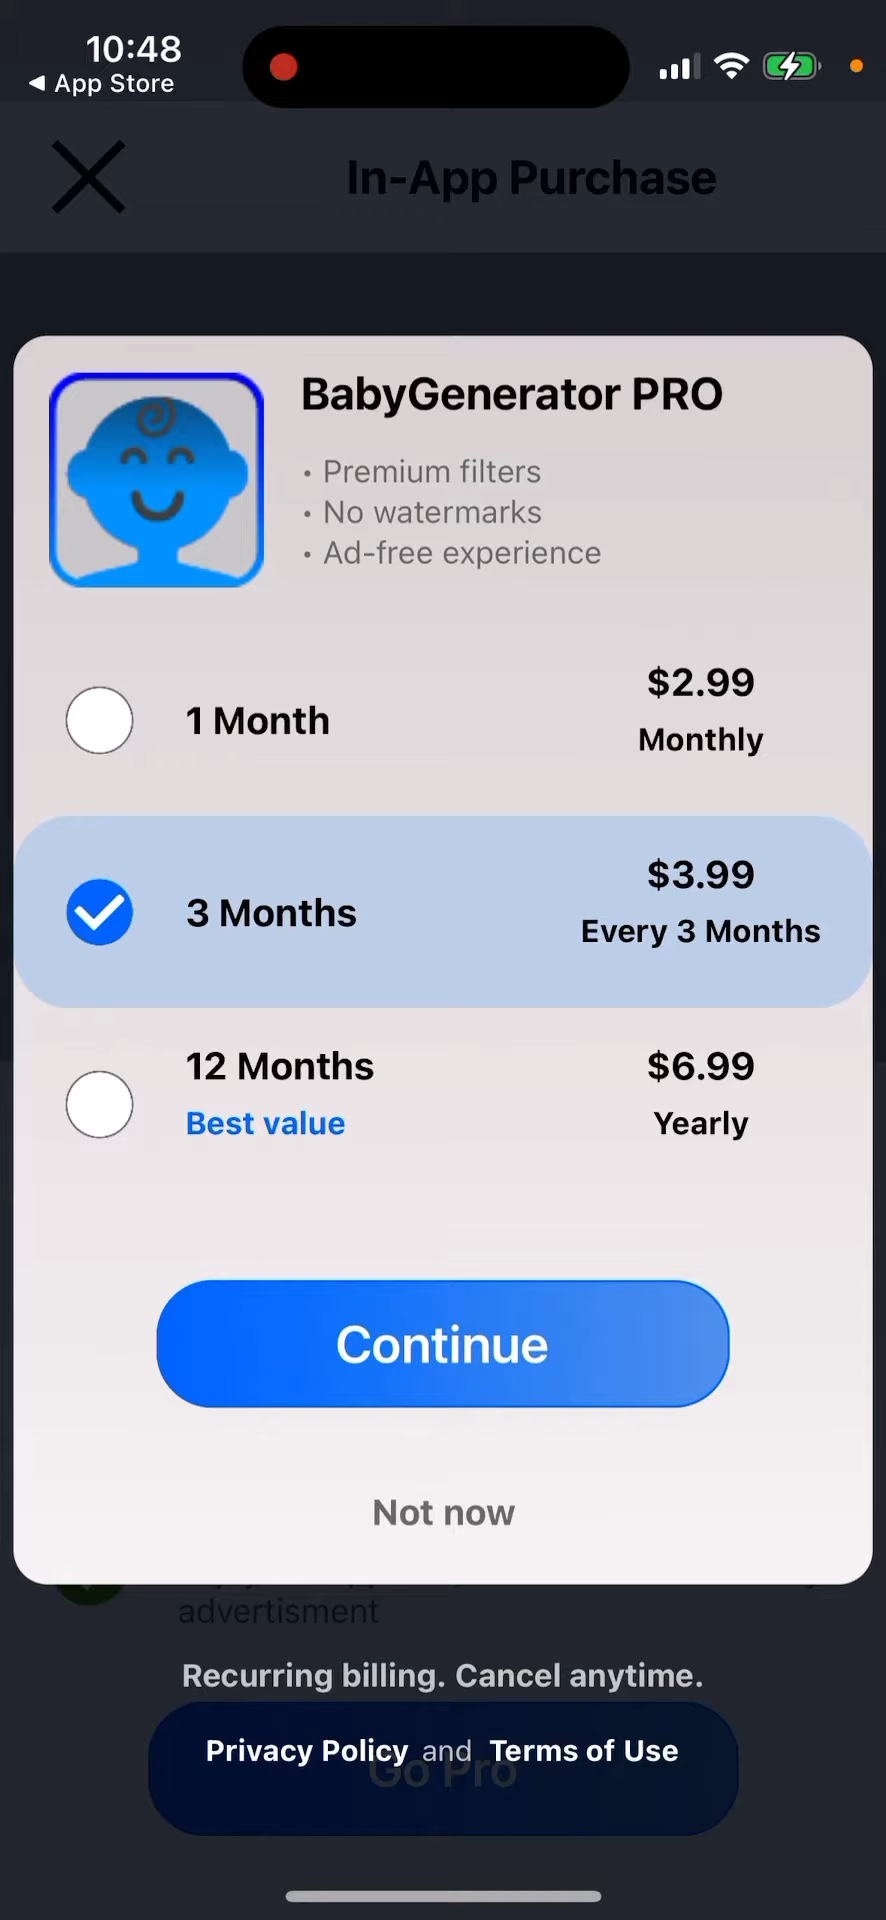 10:48
App Store
In-App Purchase
BabyGenerator PRO
• Premium filters
• No watermarks
• Ad-free experience
$2.99
1 Month
Monthly
$3.99
3 Months
Every 3 Months
12 Months
$6.99
Best value
Yearly
Continue
Not now
advertisment
Recurring billing. Cancel anytime.
Privacy Policy and Terms of Use
Go Pro